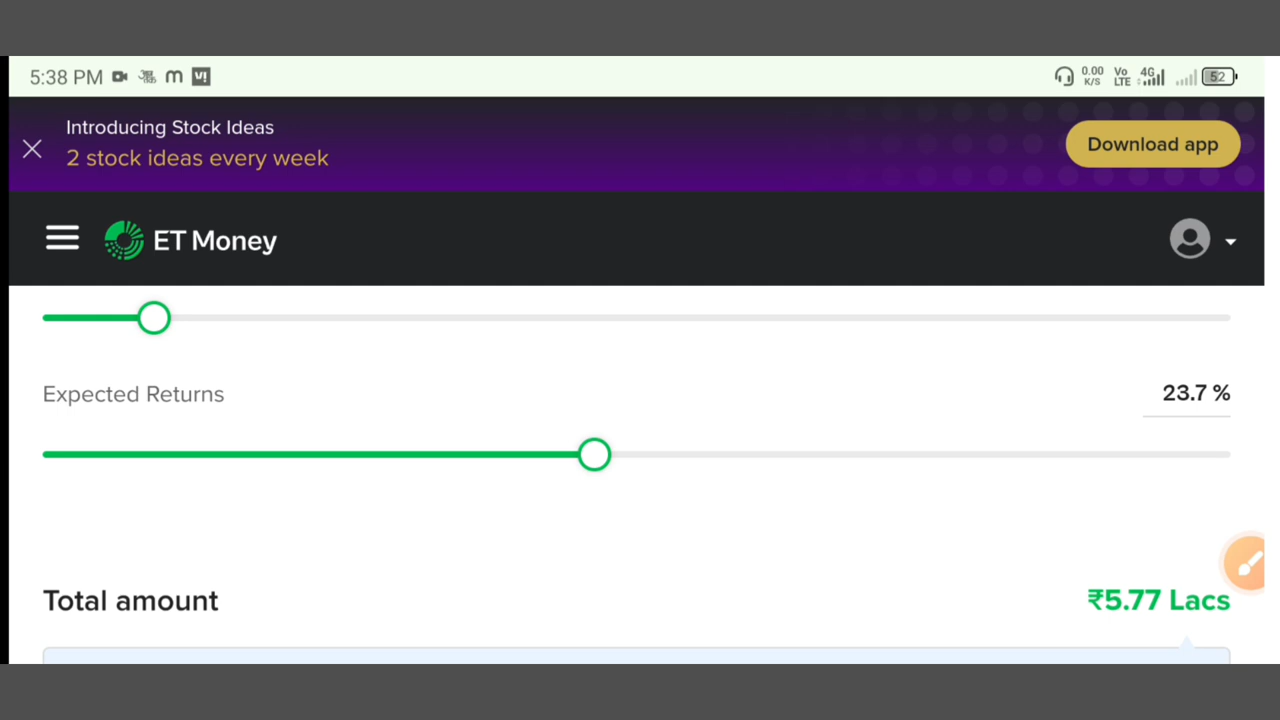 5:38 PM
0.00 K/S
Vo LTE 4G
52
Introducing Stock Ideas
2 stock ideas every week
Download app
ET Money
Expected Returns
23.7 %
Total amount
₹5.77 Lacs